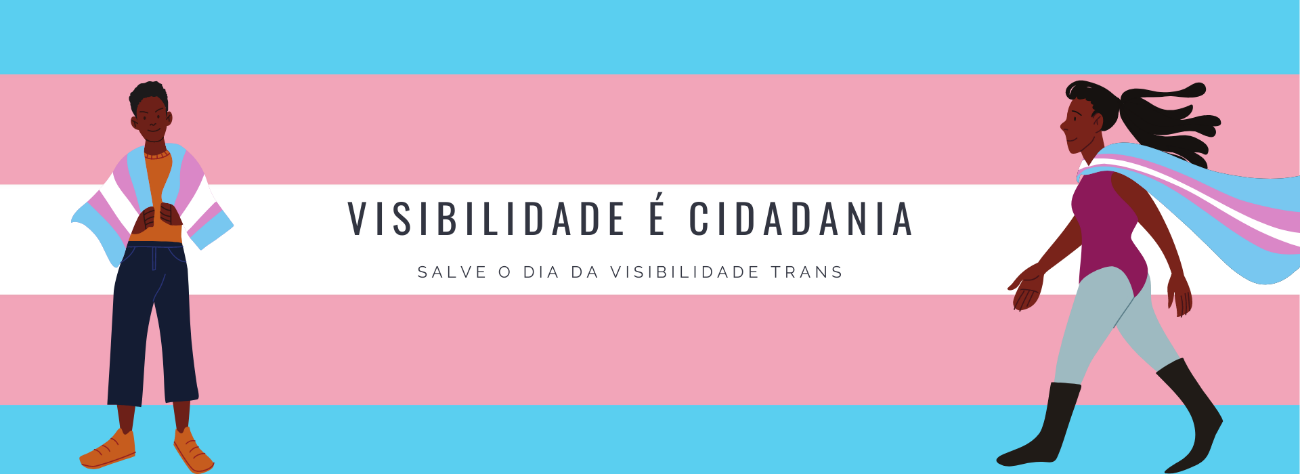 VISIBILIDADE É CIDADANIA
SALVE O DIA DA VISIBILIDADE TRANS